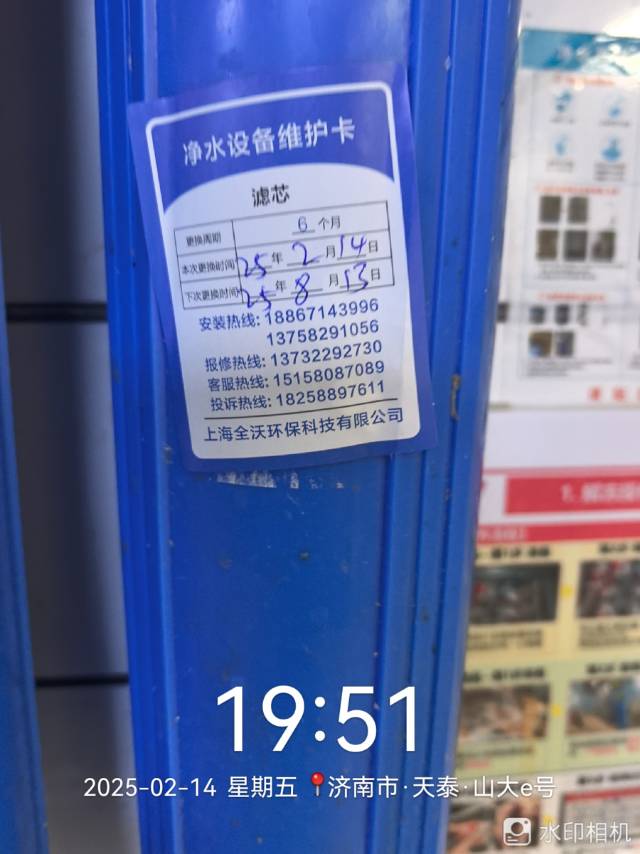 净水设备维护卡
滤芯
更换周期 6 个月
本次更换时间 25 年 2 月 14 日
下次更换时间 25 年 8 月 13 日
安装热线: 18867143996
13758291056
报修热线: 13732292730
客服热线: 15158087089
投诉热线: 18258897611
上海全沃环保科技有限公司
19:51
2025-02-14 星期五 济南市·天泰·山大e号
水印相机